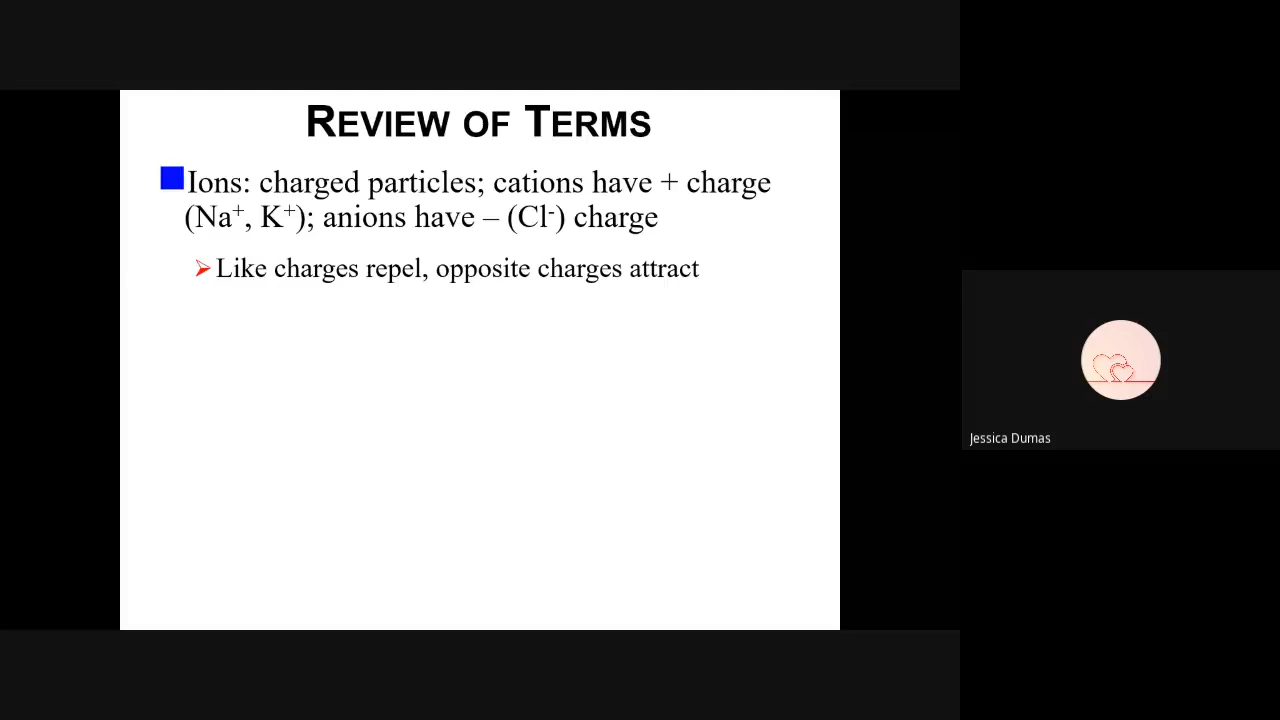 REVIEW OF TERMS
Ions: charged particles; cations have + charge
(Na⁺, K⁺); anions have – (Cl⁻) charge
Like charges repel, opposite charges attract
Jessica Dumas